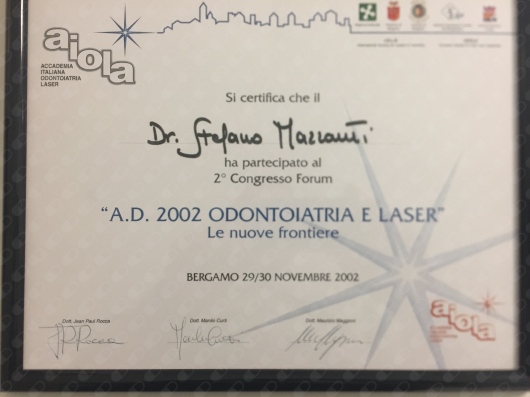 aiola
ACCADEMIA
ITALIANA
ODONTOIATRIA
LASER
Si certifica che il
Dr. Stefano Mazzanti
ha partecipato al
2° Congresso Forum
“A.D. 2002 ODONTOIATRIA E LASER”
Le nuove frontiere
BERGAMO 29/30 NOVEMBRE 2002
Dott. Jean Paul Rocca
Dott. Manlio Curti
Dott. Maurizio Maggioni
aiola